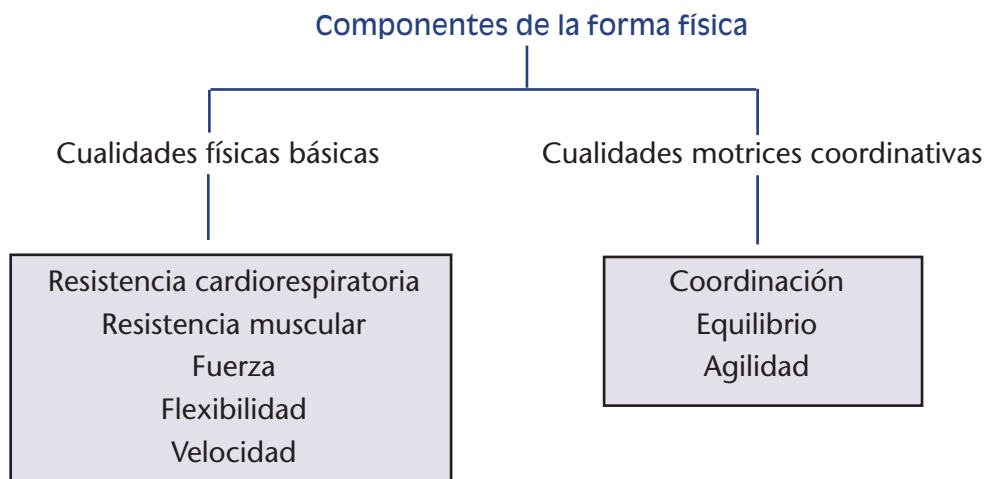 Componentes de la forma física
Cualidades físicas básicas
Cualidades motrices coordinativas
Resistencia cardiorespiratoria
Resistencia muscular
Fuerza
Flexibilidad
Velocidad
Coordinación
Equilibrio
Agilidad